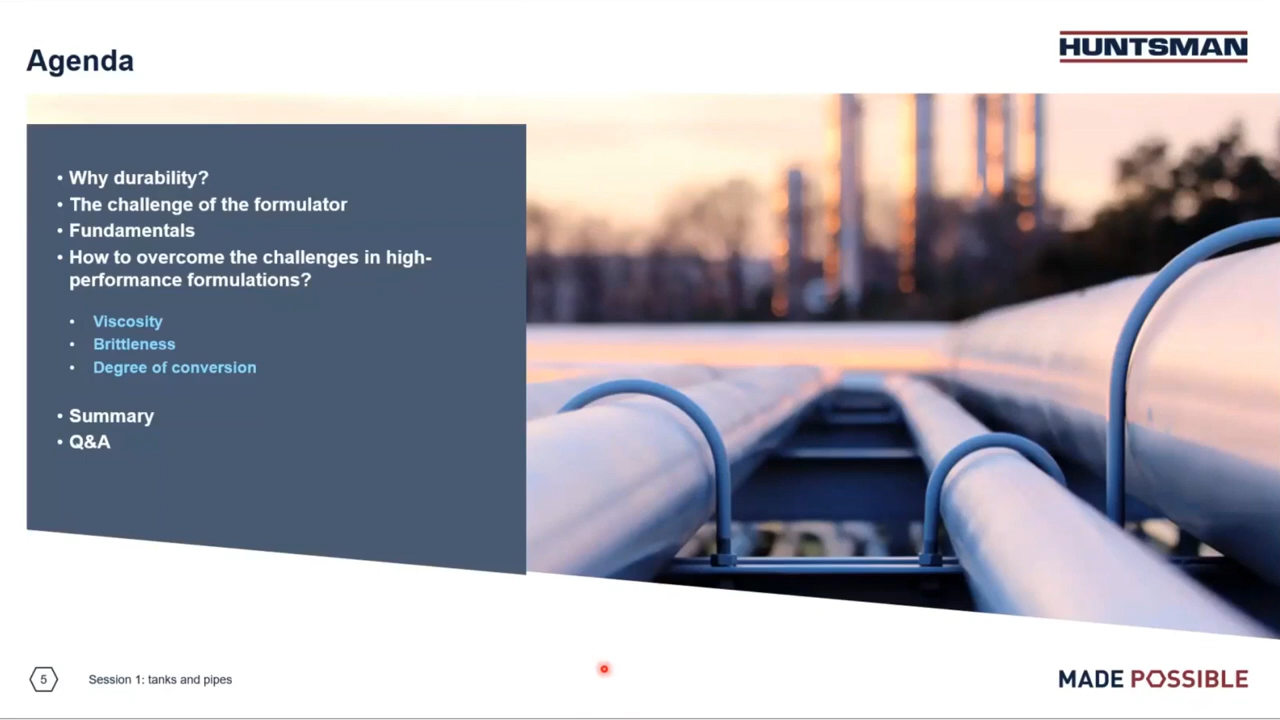 Agenda
HUNTSMAN
• Why durability?
• The challenge of the formulator
• Fundamentals
• How to overcome the challenges in high-
performance formulations?
• Viscosity
• Brittleness
• Degree of conversion
• Summary
• Q&A
5
Session 1: tanks and pipes
MADE POSSIBLE